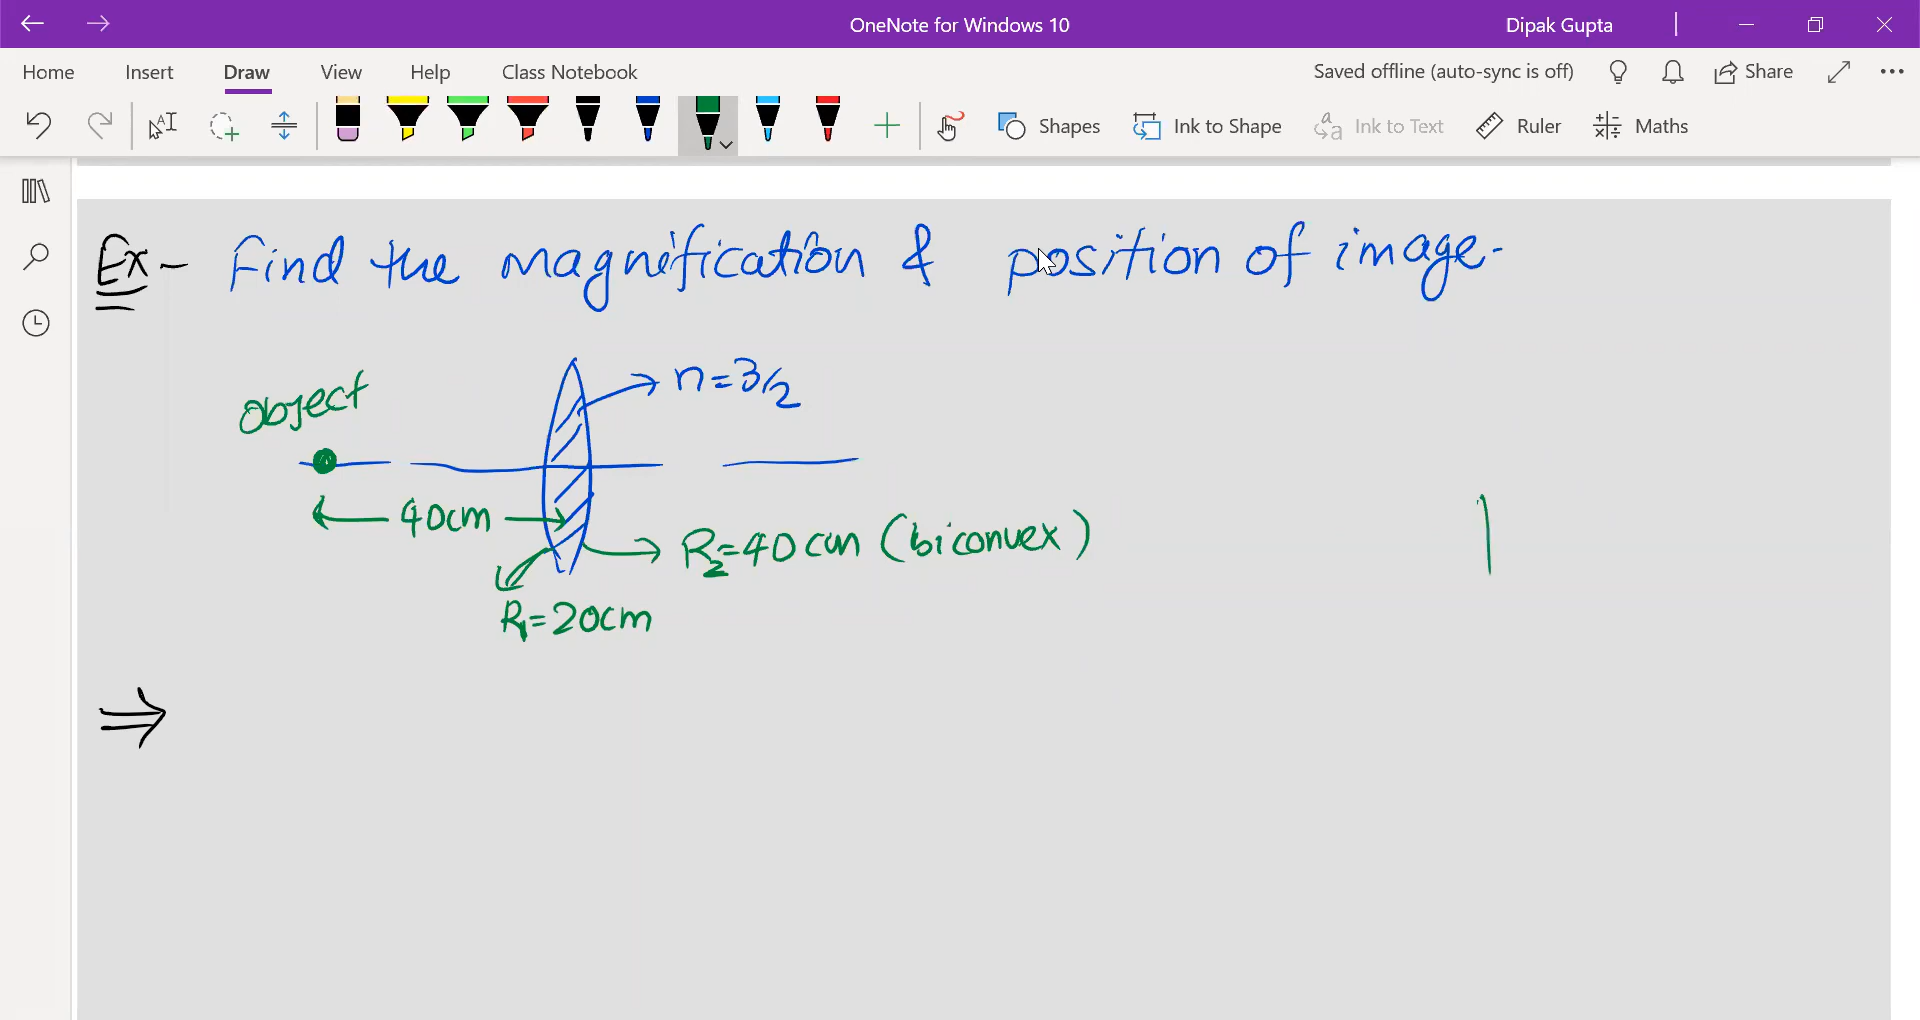 OneNote for Windows 10
Dipak Gupta
Home Insert Draw View Help Class Notebook
Saved offline (auto-sync is off) Share
Shapes Ink to Shape Ink to Text Ruler Maths
Ex- Find the magnification & position of image.
n=3/2
object
40cm
R2=40cm (biconvex)
R1=20cm
⇒